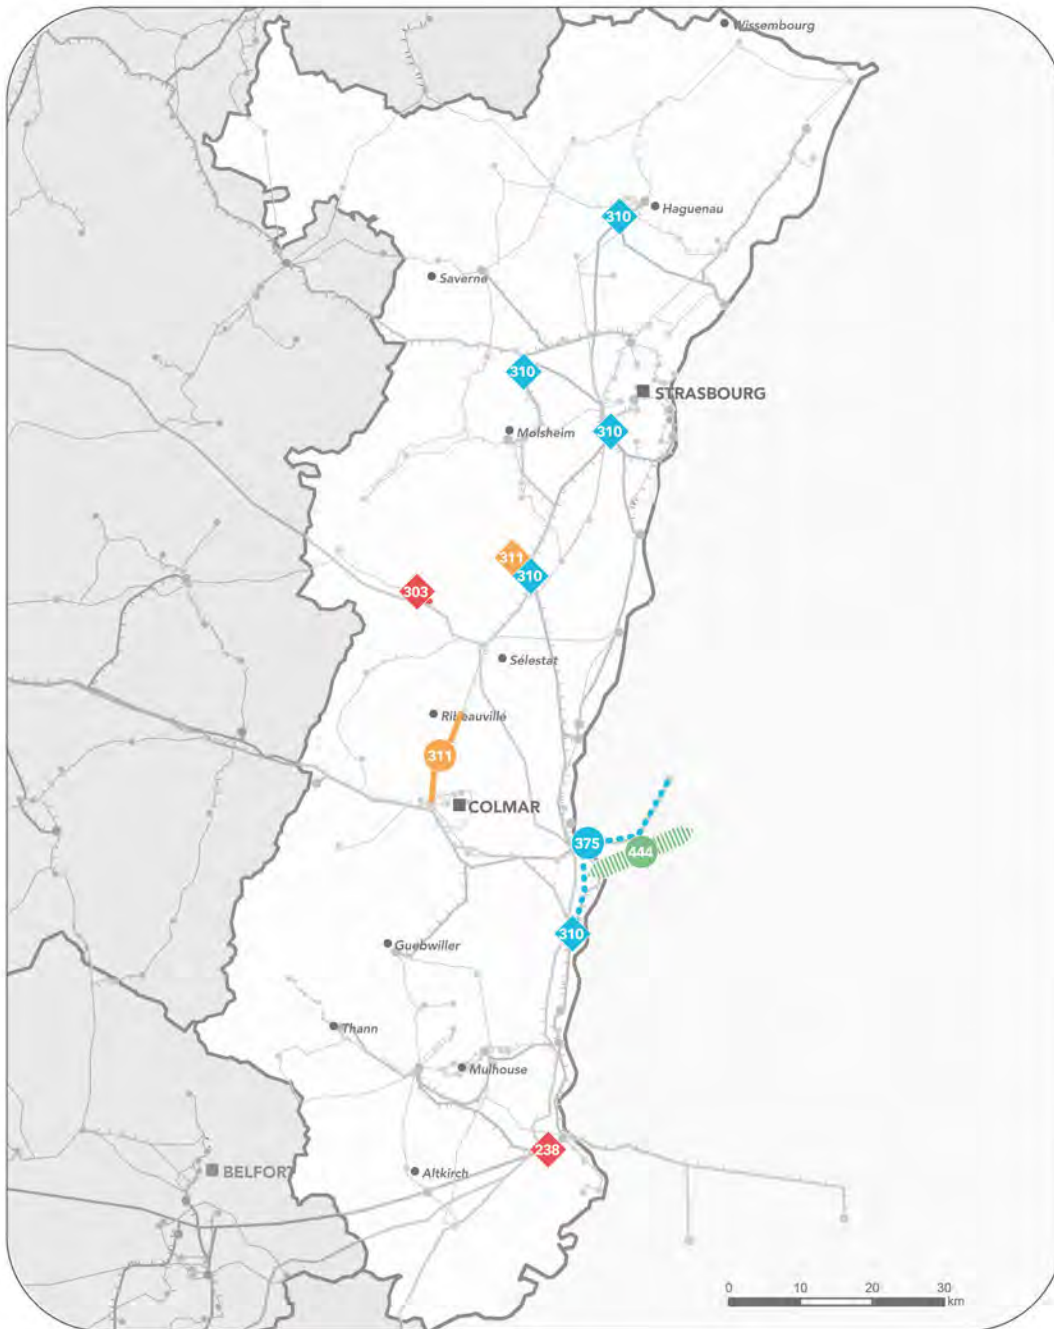 Wissembourg
310
Haguenau
Saverne
310
STRASBOURG
Molsheim
310
311
310
303
Sélestat
Ribeauvillé
311
COLMAR
375
444
310
Guebwiller
Thann
Mulhouse
238
BELFORT
Altkirch
0 10 20 30
km